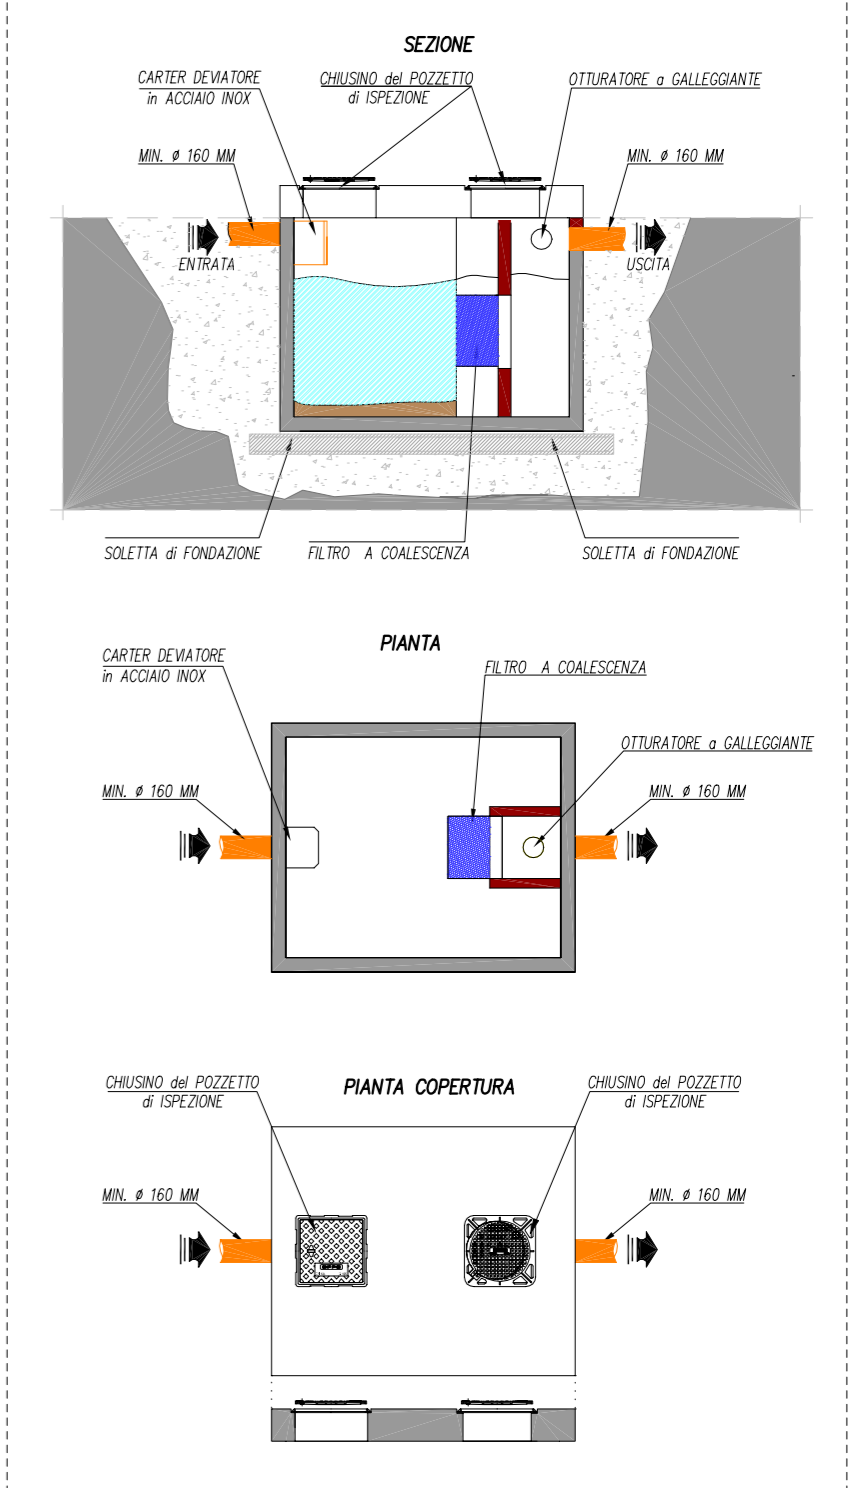 SEZIONE
CARTER DEVIATORE
in ACCIAIO INOX
CHIUSINO del POZZETTO
di ISPEZIONE
OTTURATORE a GALLEGGIANTE
MIN. ø 160 MM
MIN. ø 160 MM
ENTRATA
USCITA
SOLETTA di FONDAZIONE
FILTRO A COALESCENZA
SOLETTA di FONDAZIONE
PIANTA
CARTER DEVIATORE
in ACCIAIO INOX
FILTRO A COALESCENZA
OTTURATORE a GALLEGGIANTE
MIN. ø 160 MM
MIN. ø 160 MM
PIANTA COPERTURA
CHIUSINO del POZZETTO
di ISPEZIONE
CHIUSINO del POZZETTO
di ISPEZIONE
MIN. ø 160 MM
MIN. ø 160 MM